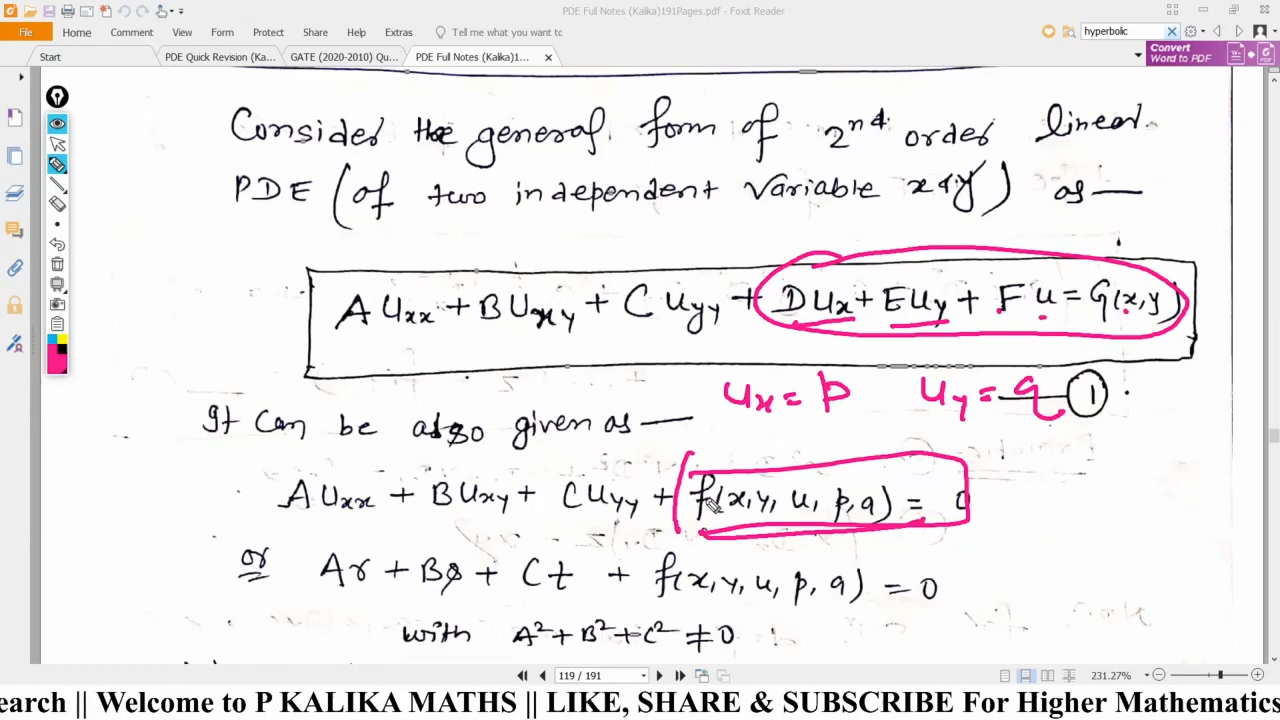 PDE Full Notes (Kalika)191Pages.pdf - Foxit Reader
File Home Comment View Form Protect Share Help Extras Tell me what you want to hyperbolic
Start PDE Quick Revision (Ka... GATE (2020-2010) Qu... PDE Full Notes (Kalika)1...
Convert
Word to PDF
Consider the general form of 2nd order linear
PDE (of two independent variable x & y) as —
A Uxx + B Uxy + C Uyy + D Ux + E Uy + F u = G(x, y)
Ux = p Uy = q 1
It can be also given as —
A Uxx + B Uxy + C Uyy + f(x, y, u, p, q) = 0
or Ar + Bs + Ct + f(x, y, u, p, q) = 0
with A² + B² + C² ≠ 0
119 / 191 231.27%
earch || Welcome to P KALIKA MATHS || LIKE, SHARE & SUBSCRIBE For Higher Mathematics